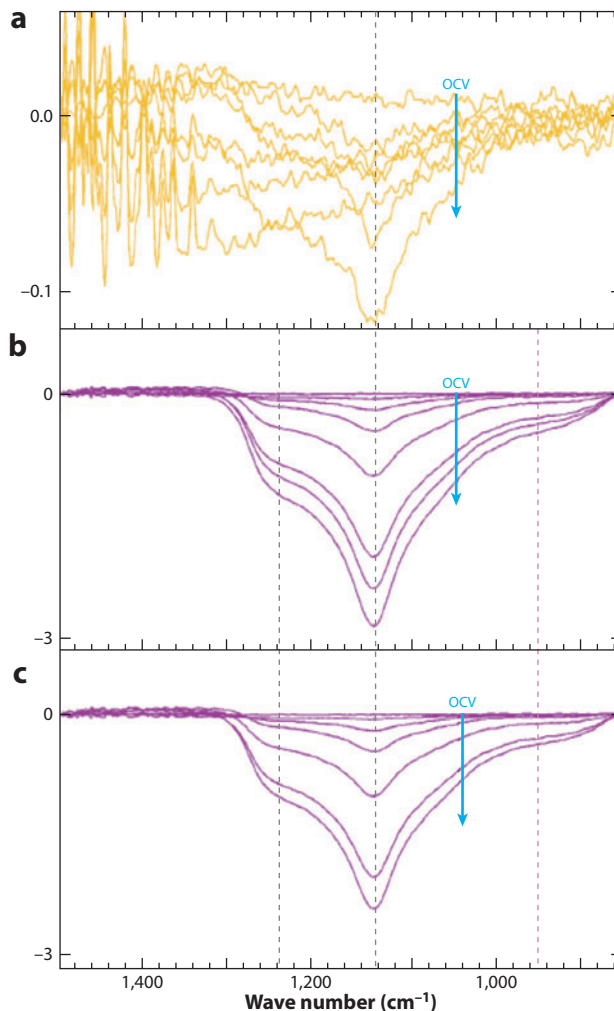 a
OCV
0.0
−0.1
b
OCV
0
−3
c
OCV
0
−3
1,400
1,200
1,000
Wave number (cm⁻¹)